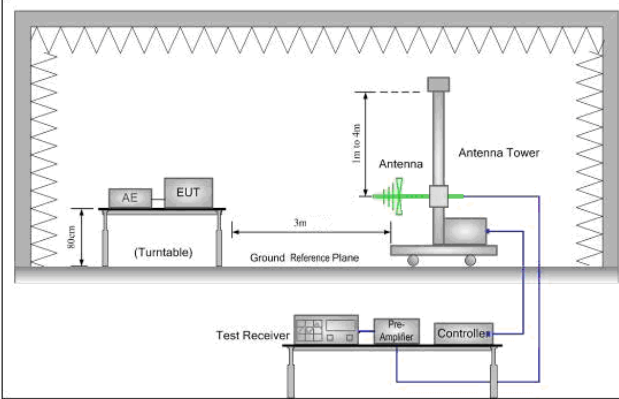 1m to 4m
Antenna
Antenna Tower
AE
EUT
80cm
(Turntable)
3m
Ground Reference Plane
Test Receiver
Pre-
Amplifier
Controller